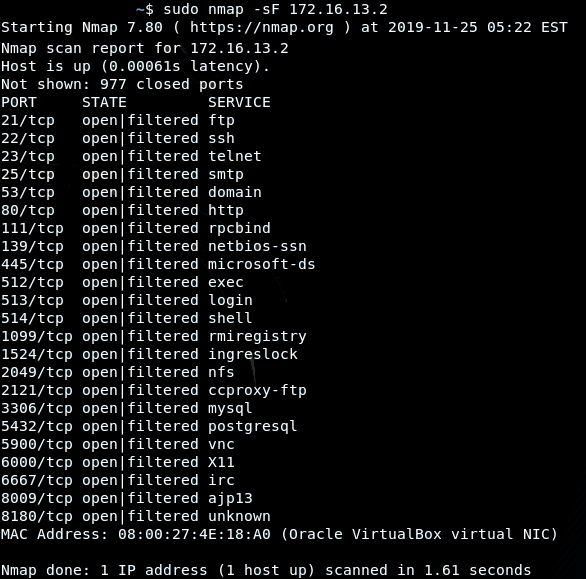 ~$ sudo nmap -sF 172.16.13.2
Starting Nmap 7.80 ( https://nmap.org ) at 2019-11-25 05:22 EST
Nmap scan report for 172.16.13.2
Host is up (0.00061s latency).
Not shown: 977 closed ports
PORT     STATE         SERVICE
21/tcp   open|filtered ftp
22/tcp   open|filtered ssh
23/tcp   open|filtered telnet
25/tcp   open|filtered smtp
53/tcp   open|filtered domain
80/tcp   open|filtered http
111/tcp  open|filtered rpcbind
139/tcp  open|filtered netbios-ssn
445/tcp  open|filtered microsoft-ds
512/tcp  open|filtered exec
513/tcp  open|filtered login
514/tcp  open|filtered shell
1099/tcp open|filtered rmiregistry
1524/tcp open|filtered ingreslock
2049/tcp open|filtered nfs
2121/tcp open|filtered ccproxy-ftp
3306/tcp open|filtered mysql
5432/tcp open|filtered postgresql
5900/tcp open|filtered vnc
6000/tcp open|filtered X11
6667/tcp open|filtered irc
8009/tcp open|filtered ajp13
8180/tcp open|filtered unknown
MAC Address: 08:00:27:4E:18:A0 (Oracle VirtualBox virtual NIC)
Nmap done: 1 IP address (1 host up) scanned in 1.61 seconds